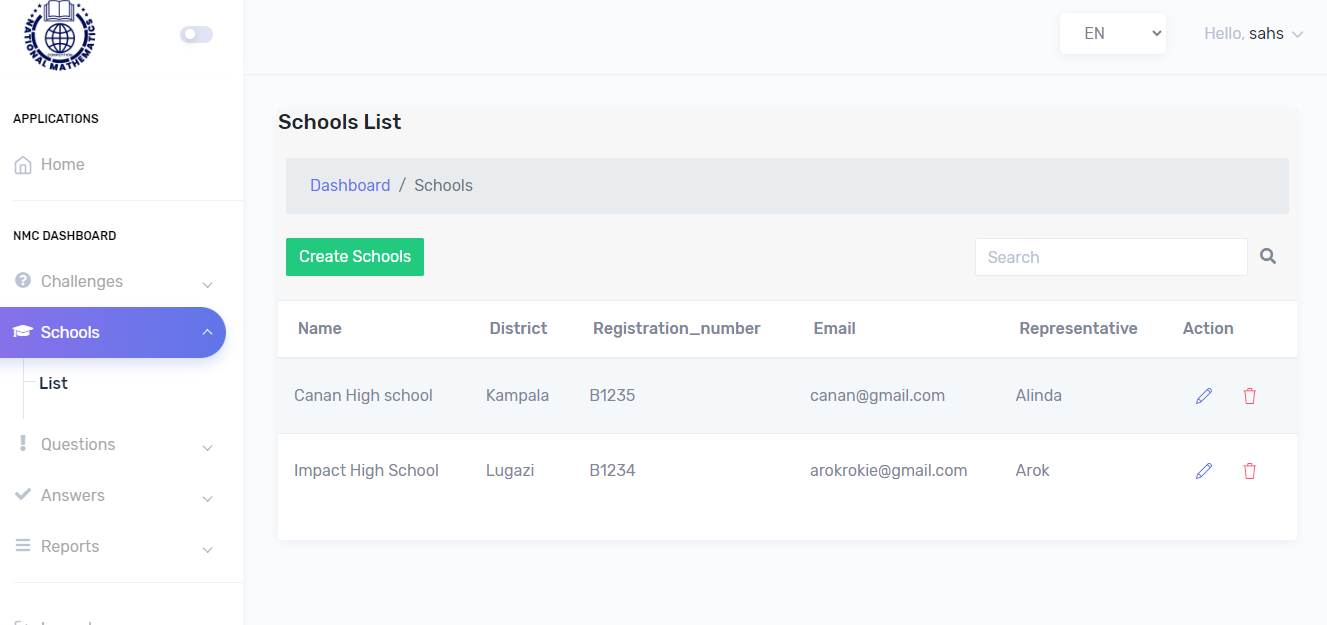 NATIONAL MATHEMATICS
EN
Hello, sahs
APPLICATIONS
Home
NMC DASHBOARD
Challenges
Schools
List
Questions
Answers
Reports
Schools List
Dashboard / Schools
Create Schools
Search
Name District Registration_number Email Representative Action
Canan High school Kampala B1235 canan@gmail.com Alinda
Impact High School Lugazi B1234 arokrokie@gmail.com Arok